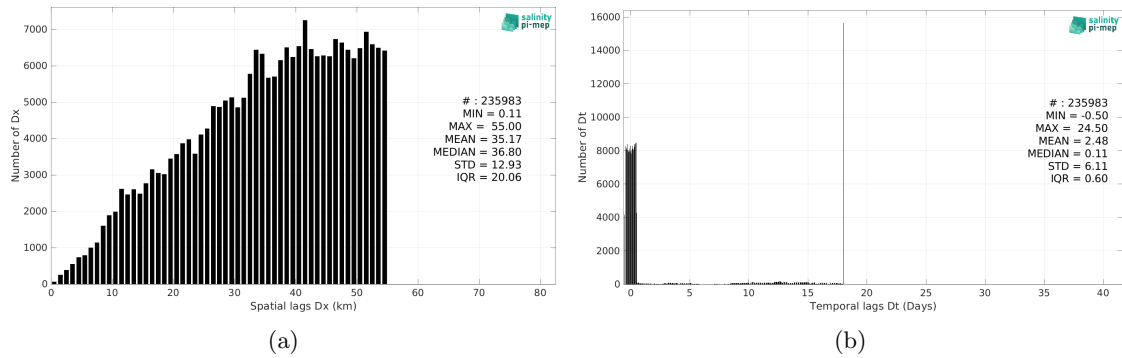 7000
6000
5000
4000
3000
2000
1000
0
Number of Dx
salinity
pi-mep
# : 235983
MIN = 0.11
MAX = 55.00
MEAN = 35.17
MEDIAN = 36.80
STD = 12.93
IQR = 20.06
0 10 20 30 40 50 60 70 80
Spatial lags Dx (km)
(a)
16000
14000
12000
10000
8000
6000
4000
2000
0
Number of Dt
salinity
pi-mep
# : 235983
MIN = -0.50
MAX = 24.50
MEAN = 2.48
MEDIAN = 0.11
STD = 6.11
IQR = 0.60
0 5 10 15 20 25 30 35 40
Temporal lags Dt (Days)
(b)